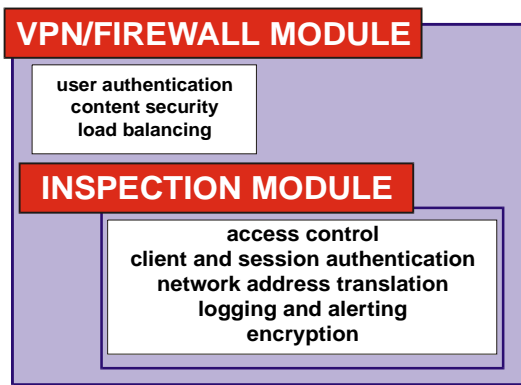 VPN/FIREWALL MODULE
user authentication
content security
load balancing
INSPECTION MODULE
access control
client and session authentication
network address translation
logging and alerting
encryption